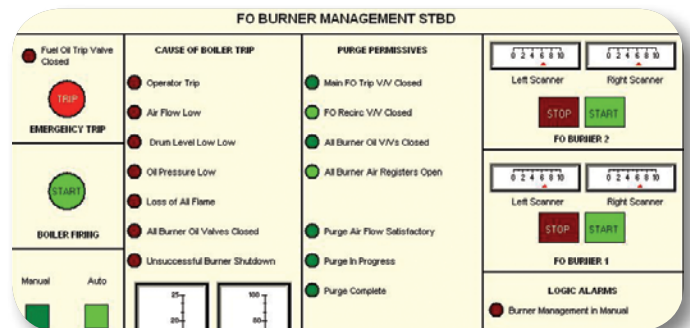 FO BURNER MANAGEMENT STBD
Fuel Oil Trip Valve
Closed
TRIP
EMERGENCY TRIP
START
BOILER FIRING
Manual
Auto
CAUSE OF BOILER TRIP
Operator Trip
Air Flow Low
Drum Level Low Low
Oil Pressure Low
Loss of All Flame
All Burner Oil Valves Closed
Unsuccessful Burner Shutdown
25
20
100
80
PURGE PERMISSIVES
Main FO Trip V/V Closed
FO Recirc V/V Closed
All Burner Oil V/Vs Closed
All Burner Air Registers Open
Purge Air Flow Satisfactory
Purge In Progress
Purge Complete
0 2 4 6 8 10
0 2 4 6 8 10
Left Scanner
Right Scanner
STOP
START
FO BURNER 2
0 2 4 6 8 10
0 2 4 6 8 10
Left Scanner
Right Scanner
STOP
START
FO BURNER 1
LOGIC ALARMS
Burner Management in Manual